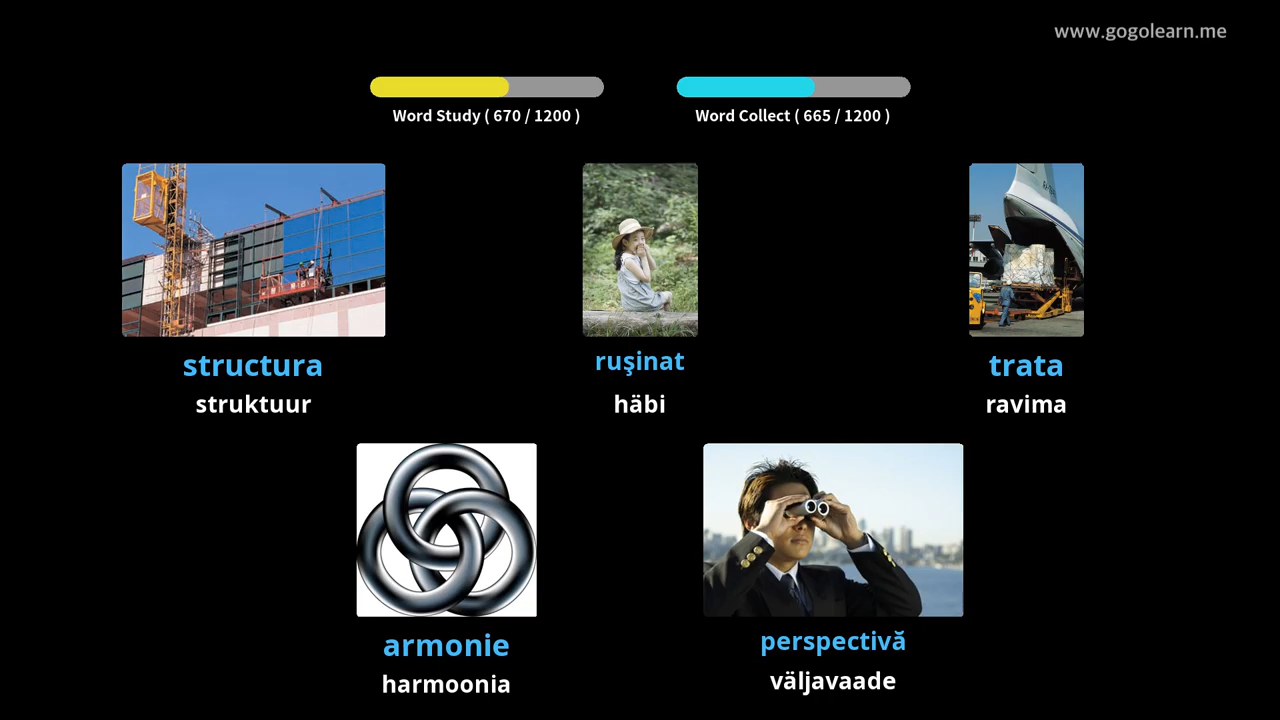 www.gogolearn.me
Word Study ( 670 / 1200 )
Word Collect ( 665 / 1200 )
structura
struktuur
ruşinat
häbi
trata
ravima
armonie
harmoonia
perspectivă
väljavaade